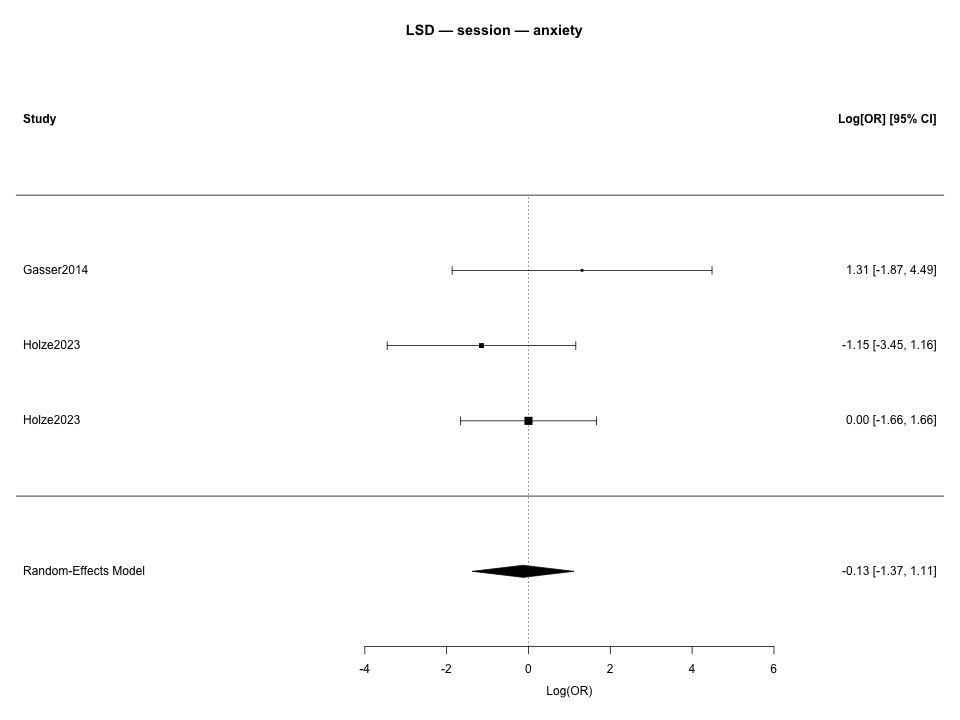 LSD — session — anxiety
Study Log[OR] [95% CI]
Gasser2014 1.31 [-1.87, 4.49]
Holze2023 -1.15 [-3.45, 1.16]
Holze2023 0.00 [-1.66, 1.66]
Random-Effects Model -0.13 [-1.37, 1.11]
-4 -2 0 2 4 6
Log(OR)